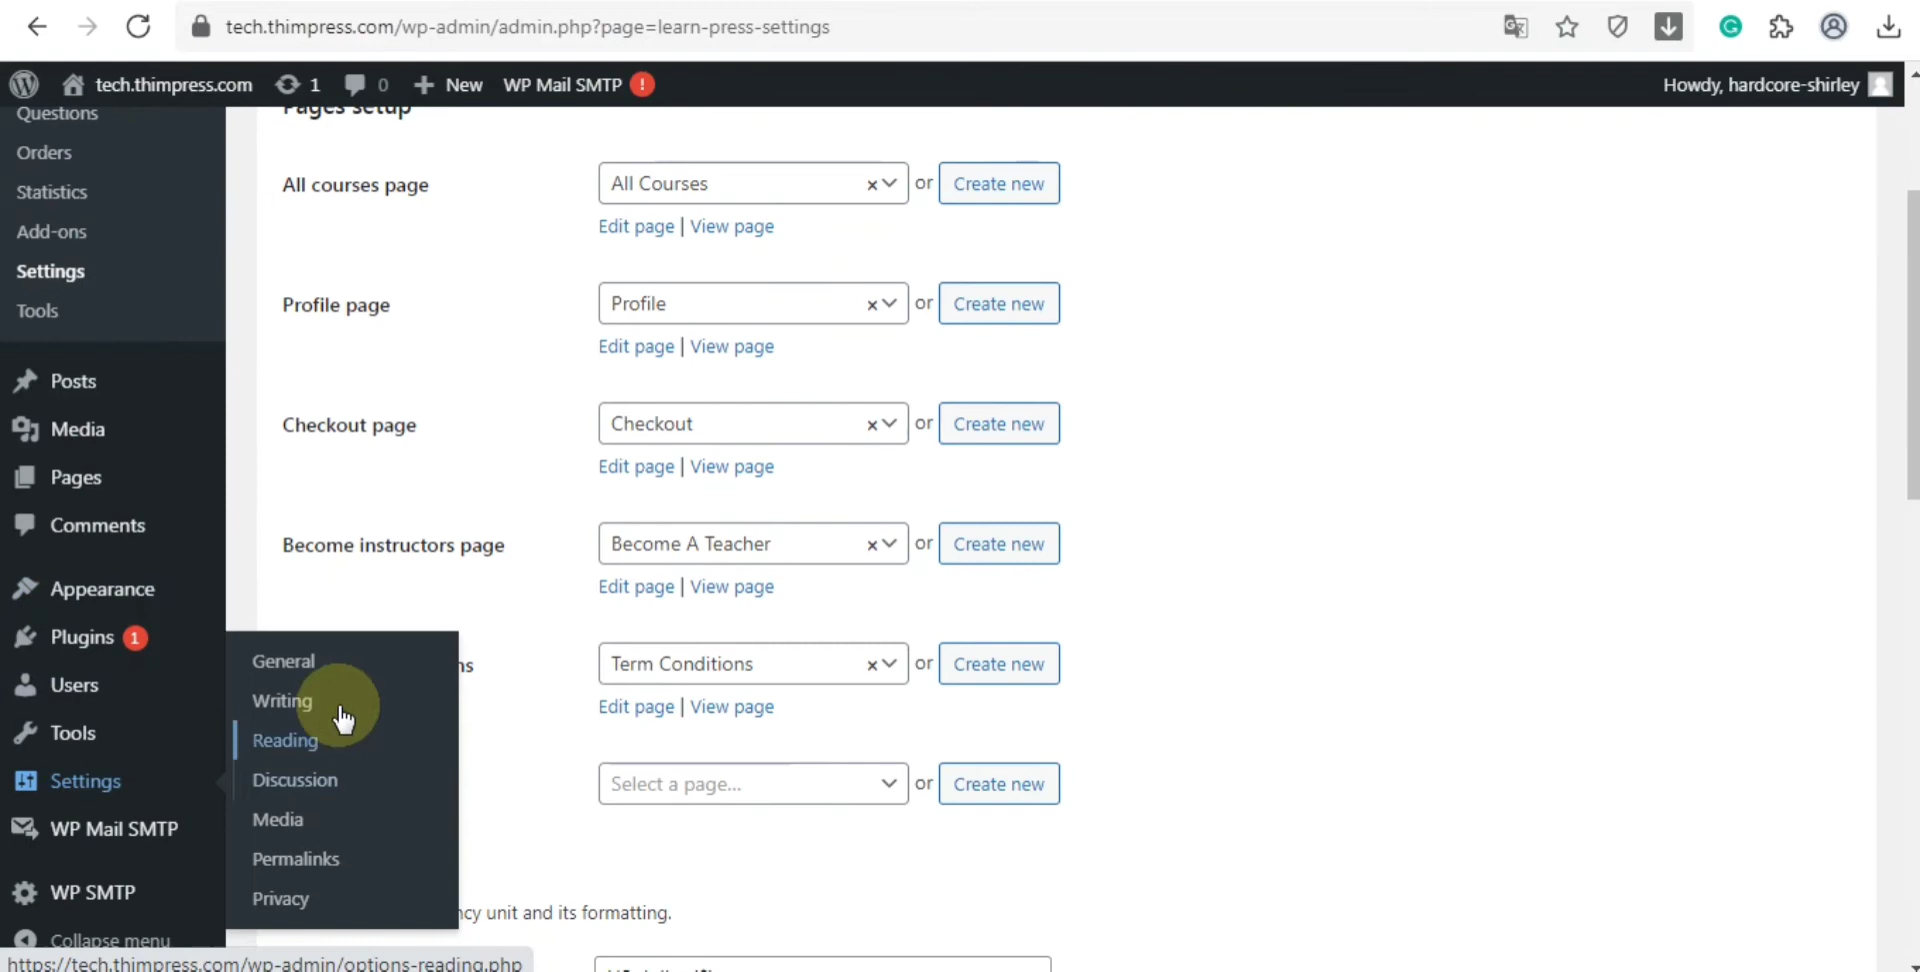 tech.thimpress.com/wp-admin/admin.php?page=learn-press-settings
tech.thimpress.com 1 0 New WP Mail SMTP !
Howdy, hardcore-shirley
Questions
Orders
Statistics
Add-ons
Settings
Tools
Posts
Media
Pages
Comments
Appearance
Plugins 1
Users
Tools
Settings
WP Mail SMTP
WP SMTP
Collapse menu
General
Writing
Reading
Discussion
Media
Permalinks
Privacy
Pages setup
All courses page All Courses × or Create new
Edit page | View page
Profile page Profile × or Create new
Edit page | View page
Checkout page Checkout × or Create new
Edit page | View page
Become instructors page Become A Teacher × or Create new
Edit page | View page
ns Term Conditions × or Create new
Edit page | View page
Select a page... or Create new
ncy unit and its formatting.
https://tech.thimpress.com/wp-admin/options-reading.php